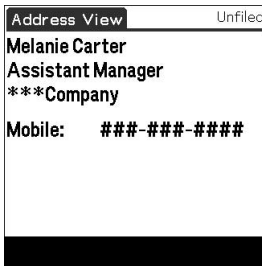 Address View Unfiled
Melanie Carter
Assistant Manager
***Company
Mobile: ###-###-####